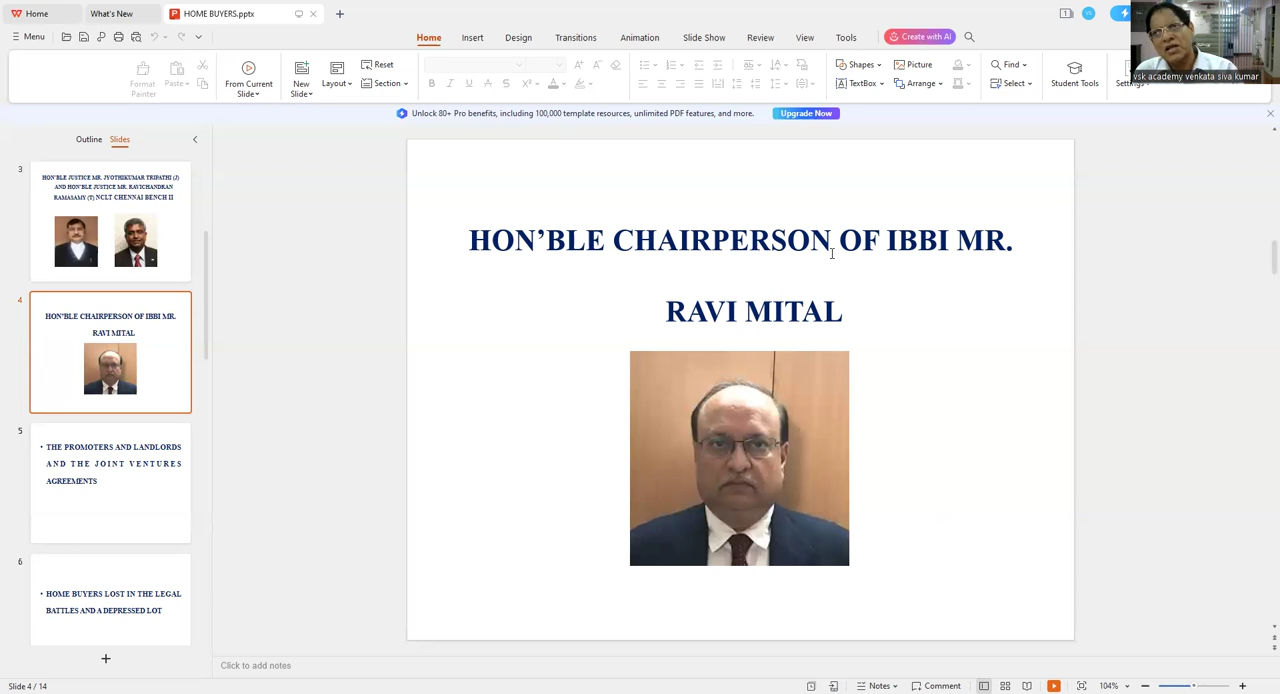 Home
What's New
HOME BUYERS.pptx
Menu
Home
Insert
Design
Transitions
Animation
Slide Show
Review
View
Tools
Create with AI
Format Painter
Paste
From Current Slide
New Slide
Layout
Reset
Section
Shapes
Picture
TextBox
Arrange
Find
Select
Student Tools
vsk academy venkata siva kumar
Unlock 80+ Pro benefits, including 100,000 template resources, unlimited PDF features, and more.
Upgrade Now
Outline
Slides
3
HON'BLE JUSTICE MR. JYOTHIKUMAR TRIPATHI (J)
AND HON'BLE JUSTICE MR. RAVICHANDRAN
RAMASAMY (T) NCLT CHENNAI BENCH II
4
HON'BLE CHAIRPERSON OF IBBI MR.
RAVI MITAL
5
• THE PROMOTERS AND LANDLORDS
AND THE JOINT VENTURES
AGREEMENTS
6
• HOME BUYERS LOST IN THE LEGAL
BATTLES AND A DEPRESSED LOT
HON’BLE CHAIRPERSON OF IBBI MR.
RAVI MITAL
Click to add notes
Slide 4 / 14
Notes
Comment
104%